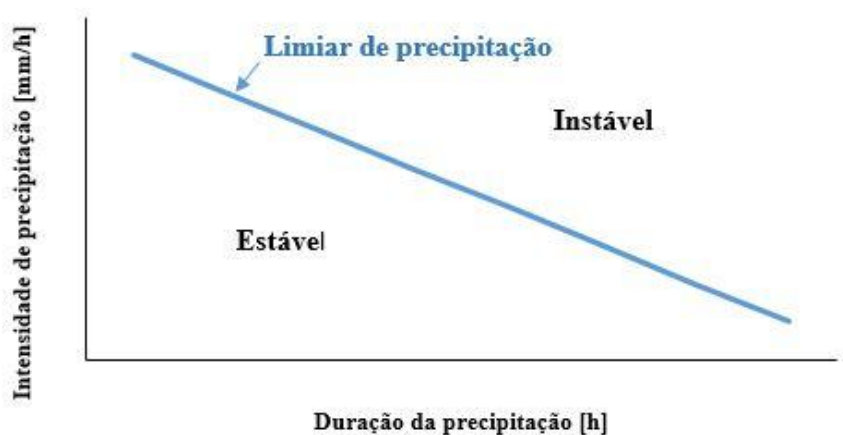 Limiar de precipitação
Instável
Estável
Intensidade de precipitação [mm/h]
Duração da precipitação [h]